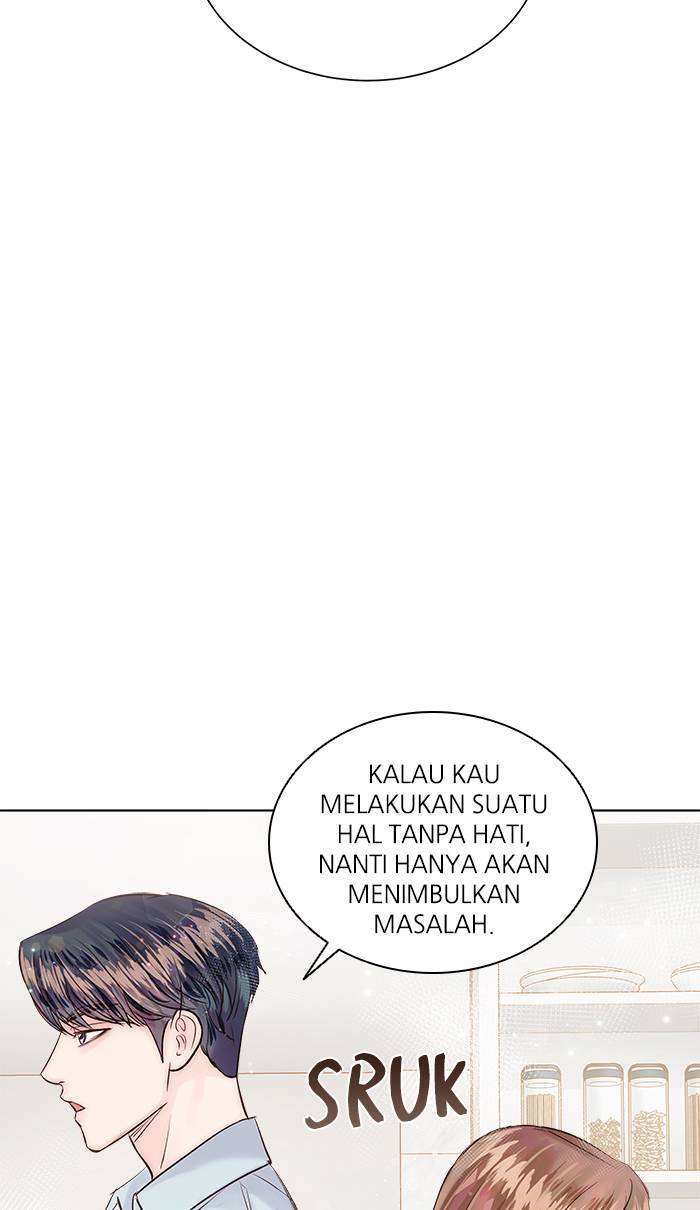 KALAU KAU
MELAKUKAN SUATU
HAL TANPA HATI,
NANTI HANYA AKAN
MENIMBULKAN
MASALAH.
SRUK